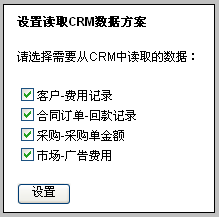 设置读取CRM数据方案
请选择需要从CRM中读取的数据：
客户-费用记录
合同订单-回款记录
采购-采购单金额
市场-广告费用
设置